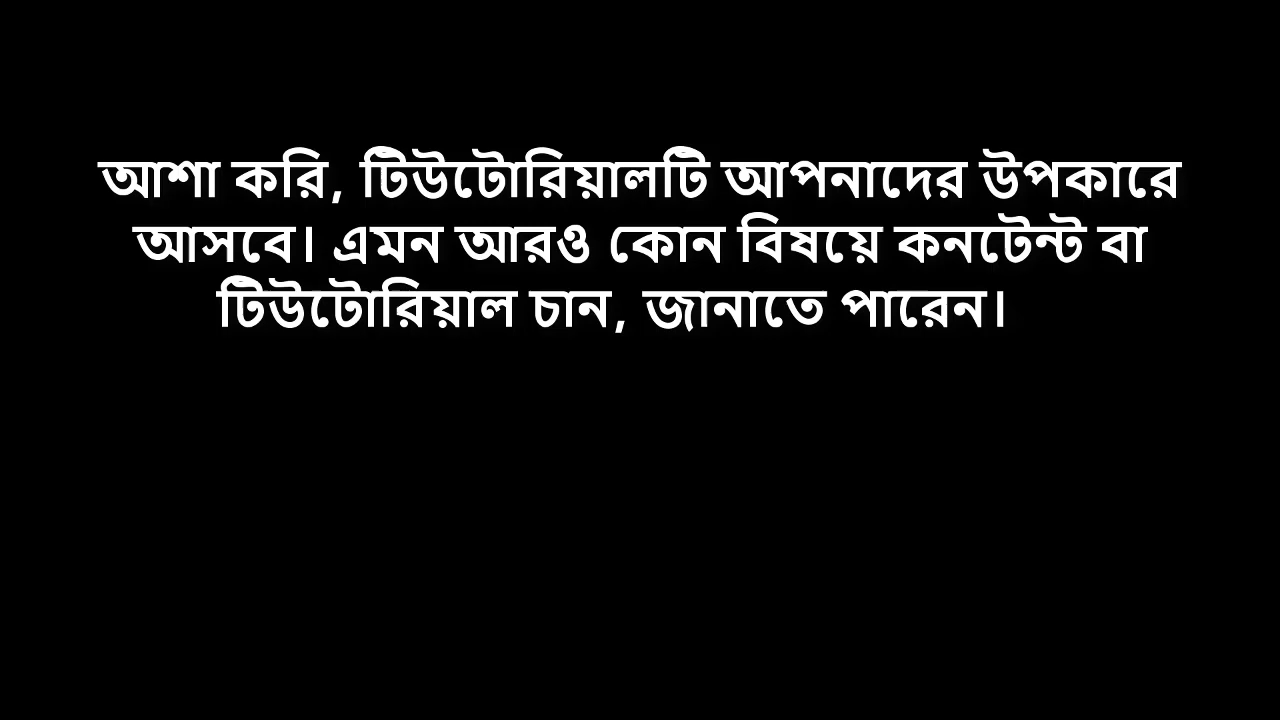 আশা করি, টিউটোরিয়ালটি আপনাদের উপকারে
আসবে। এমন আরও কোন বিষয়ে কনটেন্ট বা
টিউটোরিয়াল চান, জানাতে পারেন।